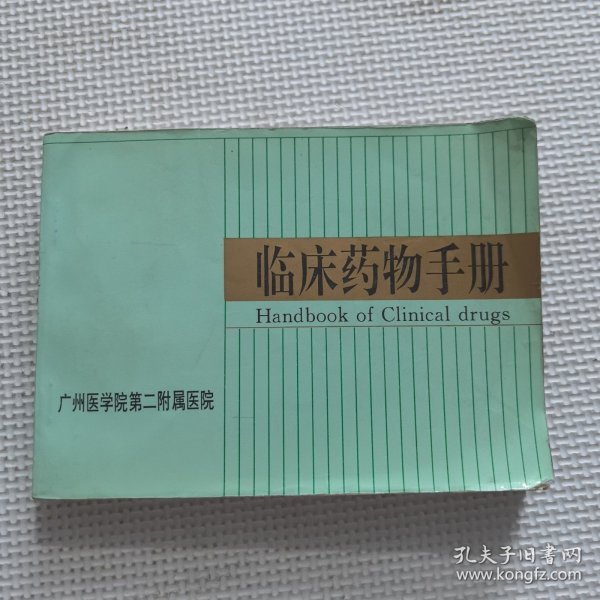 临床药物手册
Handbook of Clinical drugs
广州医学院第二附属医院
孔夫子旧书网
www.kongfz.com